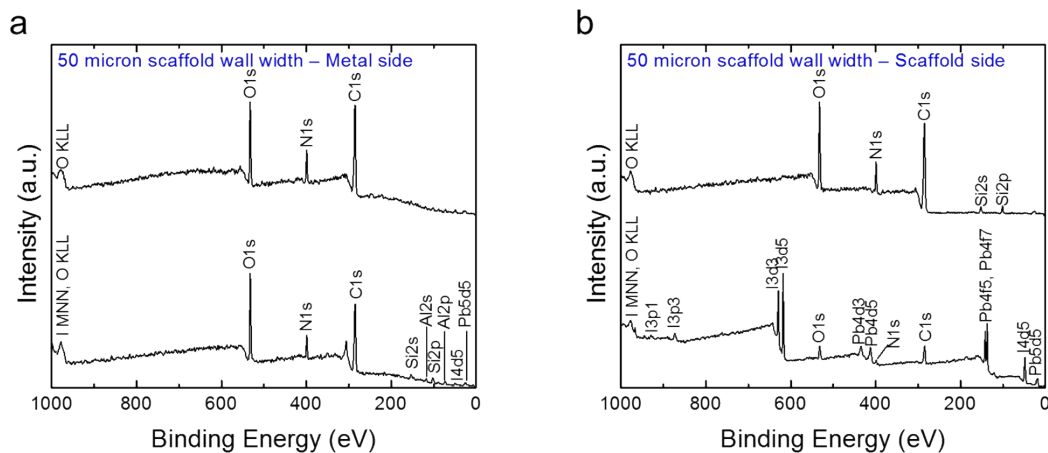 a
50 micron scaffold wall width – Metal side
Intensity (a.u.)
O KLL
O1s
N1s
C1s
I MNN, O KLL
O1s
N1s
C1s
Si2s
Al2s
Si2p
Al2p
I4d5
Pb5d5
1000 800 600 400 200 0
Binding Energy (eV)
b
50 micron scaffold wall width – Scaffold side
Intensity (a.u.)
O KLL
O1s
N1s
C1s
Si2s
Si2p
I MNN, O KLL
I3p1
I3p3
I3d3
I3d5
O1s
Pb4d3
Pb4d5
N1s
C1s
Pb4f5, Pb4f7
I4d5
Pb5d5
1000 800 600 400 200 0
Binding Energy (eV)